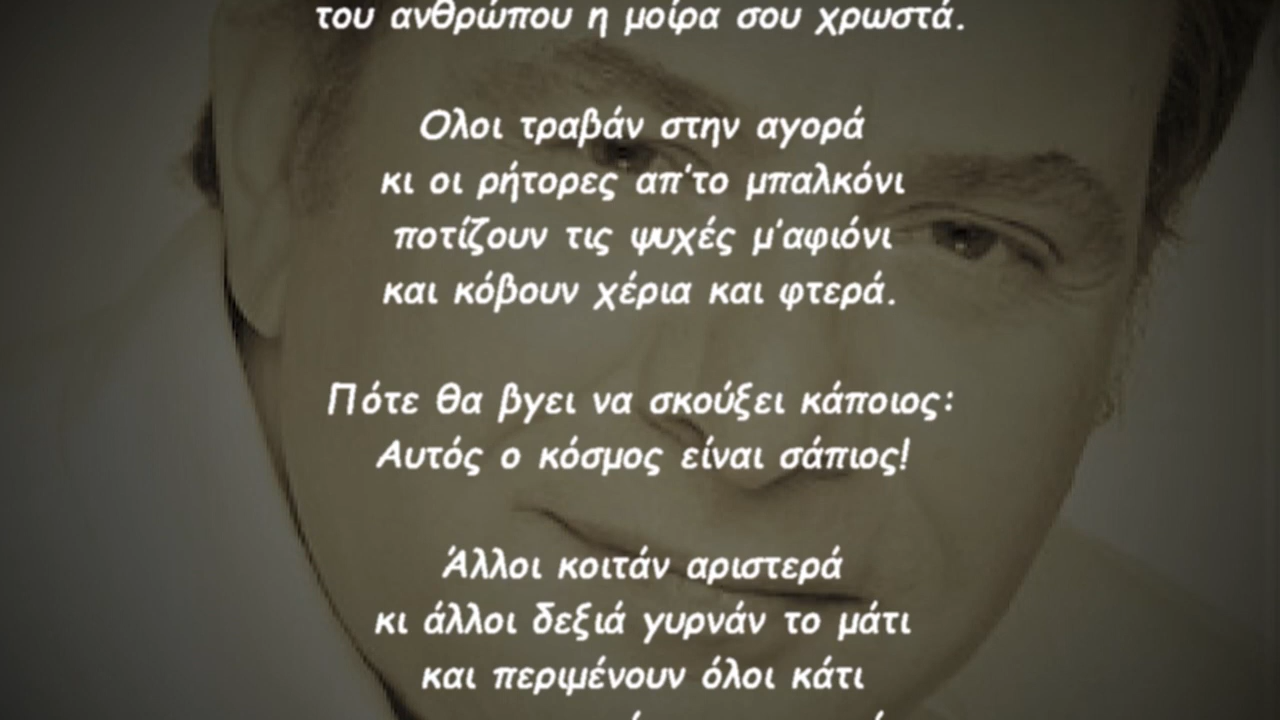 του ανθρώπου η μοίρα σου χρωστά.
Ολοι τραβάν στην αγορά
κι οι ρήτορες απ'το μπαλκόνι
ποτίζουν τις ψυχές μ'αφιόνι
και κόβουν χέρια και φτερά.
Πότε θα βγει να σκούξει κάποιος:
Αυτός ο κόσμος είναι σάπιος!
Άλλοι κοιτάν αριστερά
κι άλλοι δεξιά γυρνάν το μάτι
και περιμένουν όλοι κάτι